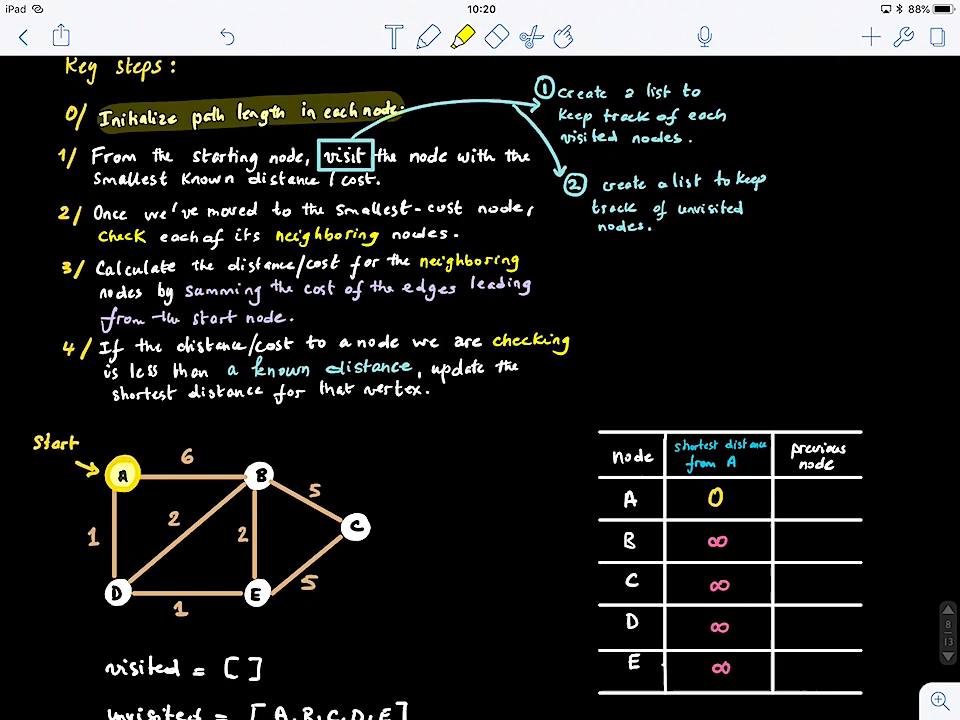 iPad
10:20
88%
T
Key steps :
0/ Initialize path length in each node.
1/ From the starting node, visit the node with the
smallest known distance / cost.
2/ Once we've moved to the smallest-cost node,
check each of its neighboring nodes.
3/ Calculate the distance/cost for the neighboring
nodes by summing the cost of the edges leading
from the start node.
4/ If the distance/cost to a node we are checking
is less than a known distance, update the
shortest distance for that vertex.
1 create a list to
keep track of each
visited nodes.
2 create a list to keep
track of unvisited
nodes.
Start
A
6
B
5
C
1
2
2
5
D
1
E
node shortest distance from A previous node
A 0
B ∞
C ∞
D ∞
E ∞
visited = [ ]
unvisited = [ A, B, C, D, E ]
8
13